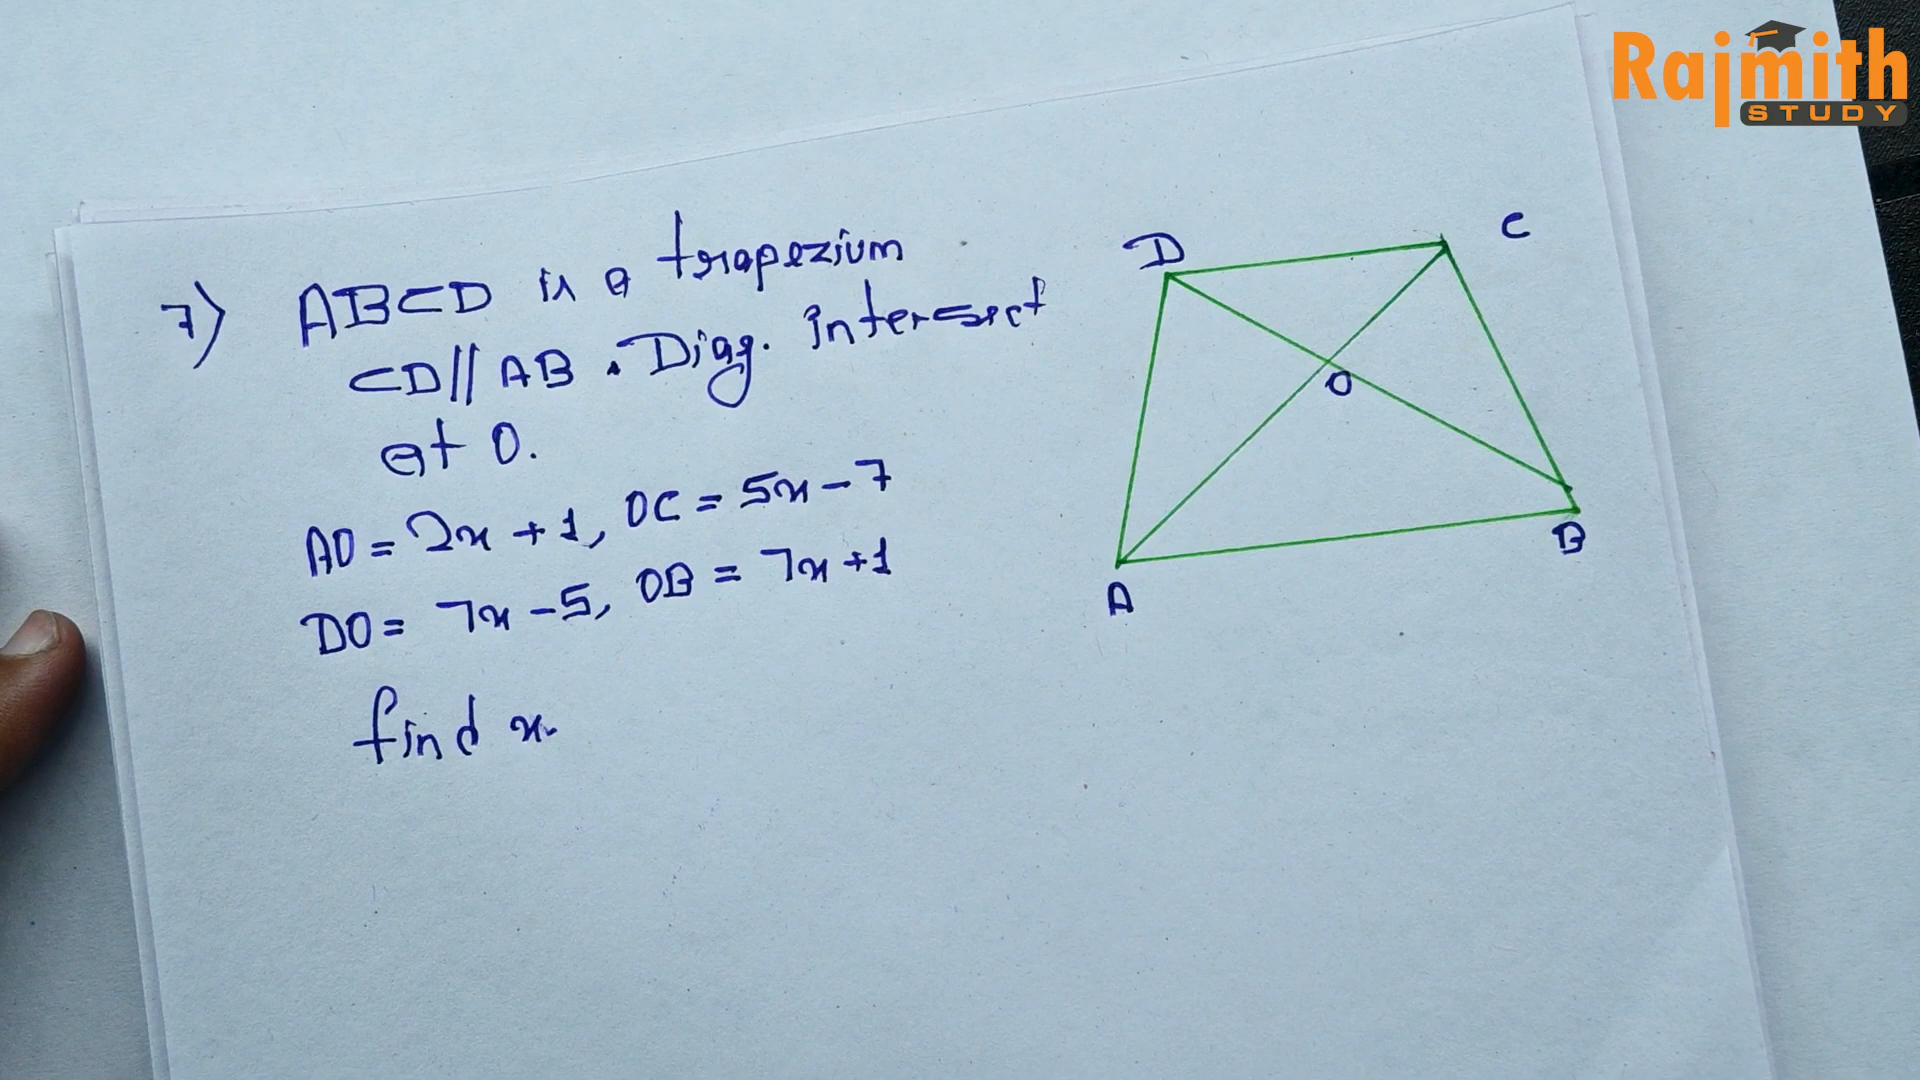 Rajmith
STUDY
7) ABCD is a trapezium
CD//AB . Diag. intersect
at O.
AO = 2x + 1, OC = 5x - 7
DO = 7x - 5, OB = 7x + 1
find x
D
C
O
B
A